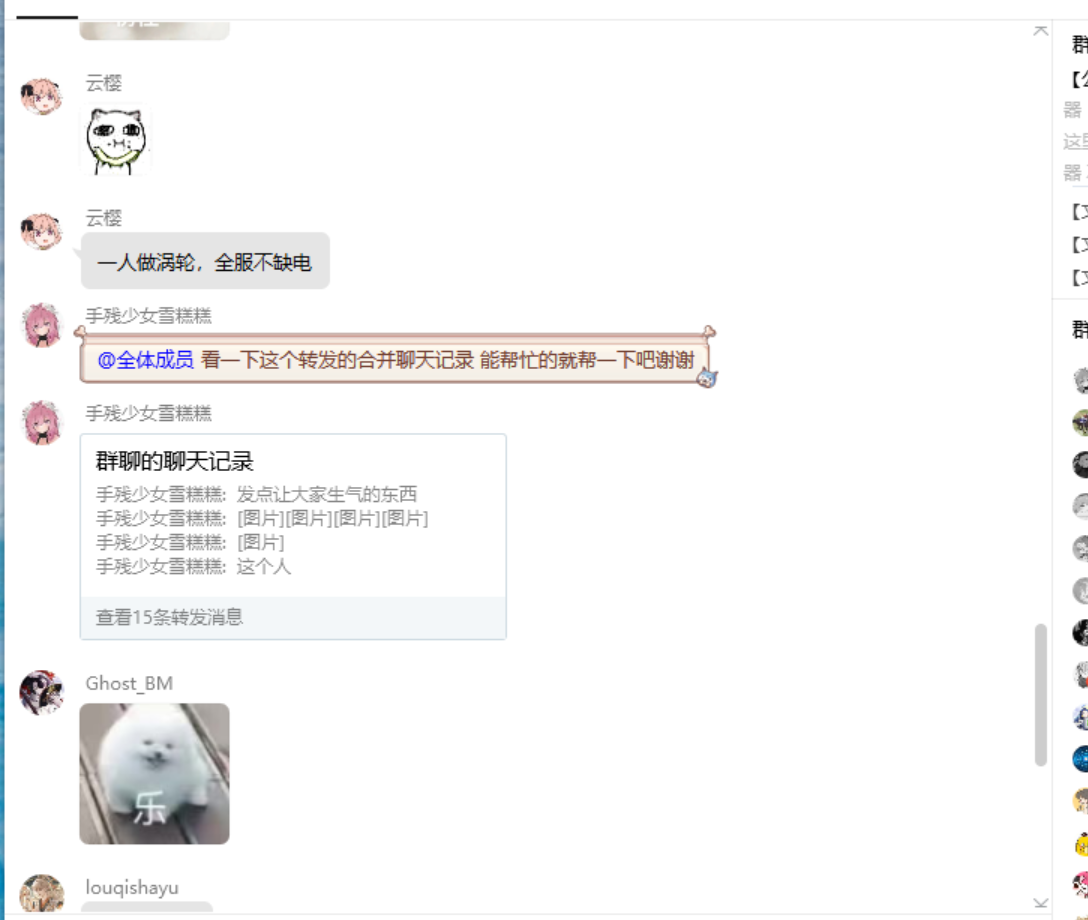 云樱
云樱
一人做涡轮，全服不缺电
手残少女雪糕糕
@全体成员 看一下这个转发的合并聊天记录 能帮忙的就帮一下吧谢谢
手残少女雪糕糕
群聊的聊天记录
手残少女雪糕糕: 发点让大家生气的东西
手残少女雪糕糕: [图片][图片][图片][图片]
手残少女雪糕糕: [图片]
手残少女雪糕糕: 这个人
查看15条转发消息
Ghost_BM
乐
louqishayu
群
器
这里
器